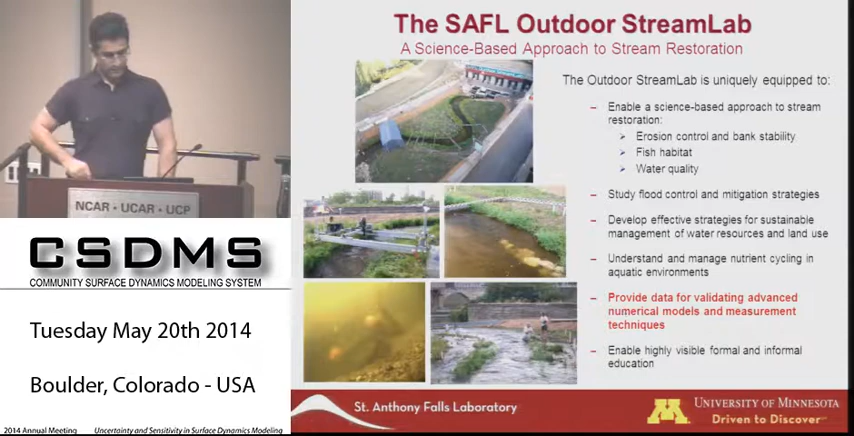 NCAR · UCAR · UCP
CSDMS
COMMUNITY SURFACE DYNAMICS MODELING SYSTEM
Tuesday May 20th 2014
Boulder, Colorado - USA
2014 Annual Meeting
Uncertainty and Sensitivity in Surface Dynamics Modeling
The SAFL Outdoor StreamLab
A Science-Based Approach to Stream Restoration
The Outdoor StreamLab is uniquely equipped to:
– Enable a science-based approach to stream
restoration:
➢ Erosion control and bank stability
➢ Fish habitat
➢ Water quality
– Study flood control and mitigation strategies
– Develop effective strategies for sustainable
management of water resources and land use
– Understand and manage nutrient cycling in
aquatic environments
– Provide data for validating advanced
numerical models and measurement
techniques
– Enable highly visible formal and informal
education
St. Anthony Falls Laboratory
M
UNIVERSITY OF MINNESOTA
Driven to Discover